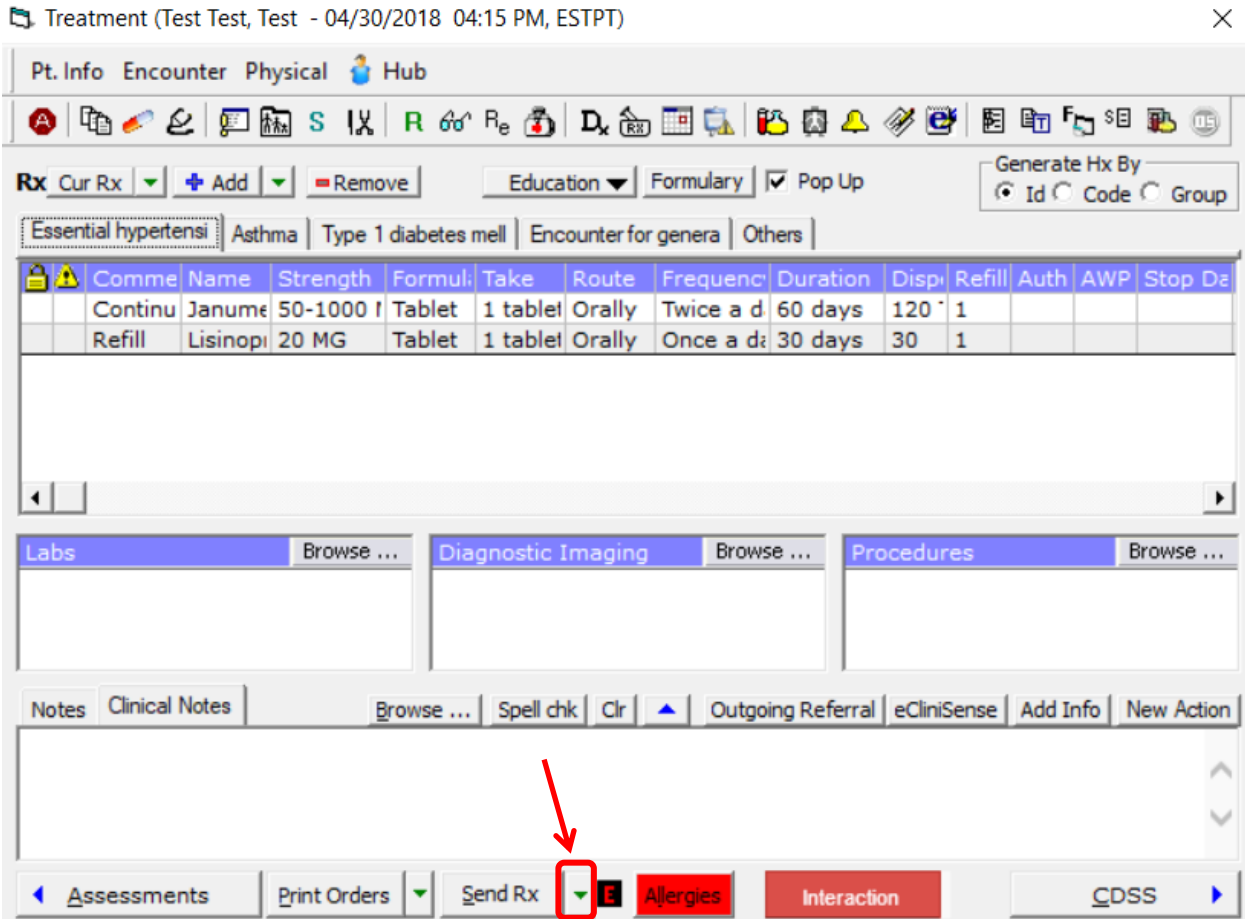 Treatment (Test Test, Test - 04/30/2018 04:15 PM, ESTPT)
Pt. Info Encounter Physical Hub
A S R Re Dx RX F S
Rx Cur Rx Add Remove Education Formulary Pop Up Generate Hx By Id Code Group
Essential hypertensi Asthma Type 1 diabetes mell Encounter for genera Others
Comme Name Strength Formul Take Route Frequenc Duration Disp Refill Auth AWP Stop Da
Continu Janume 50-1000 Tablet 1 tablet Orally Twice a d 60 days 120 1
Refill Lisinop 20 MG Tablet 1 tablet Orally Once a da 30 days 30 1
Labs Browse ... Diagnostic Imaging Browse ... Procedures Browse ...
Notes Clinical Notes Browse ... Spell chk Clr Outgoing Referral eCliniSense Add Info New Action
Assessments Print Orders Send Rx E Allergies Interaction CDSS